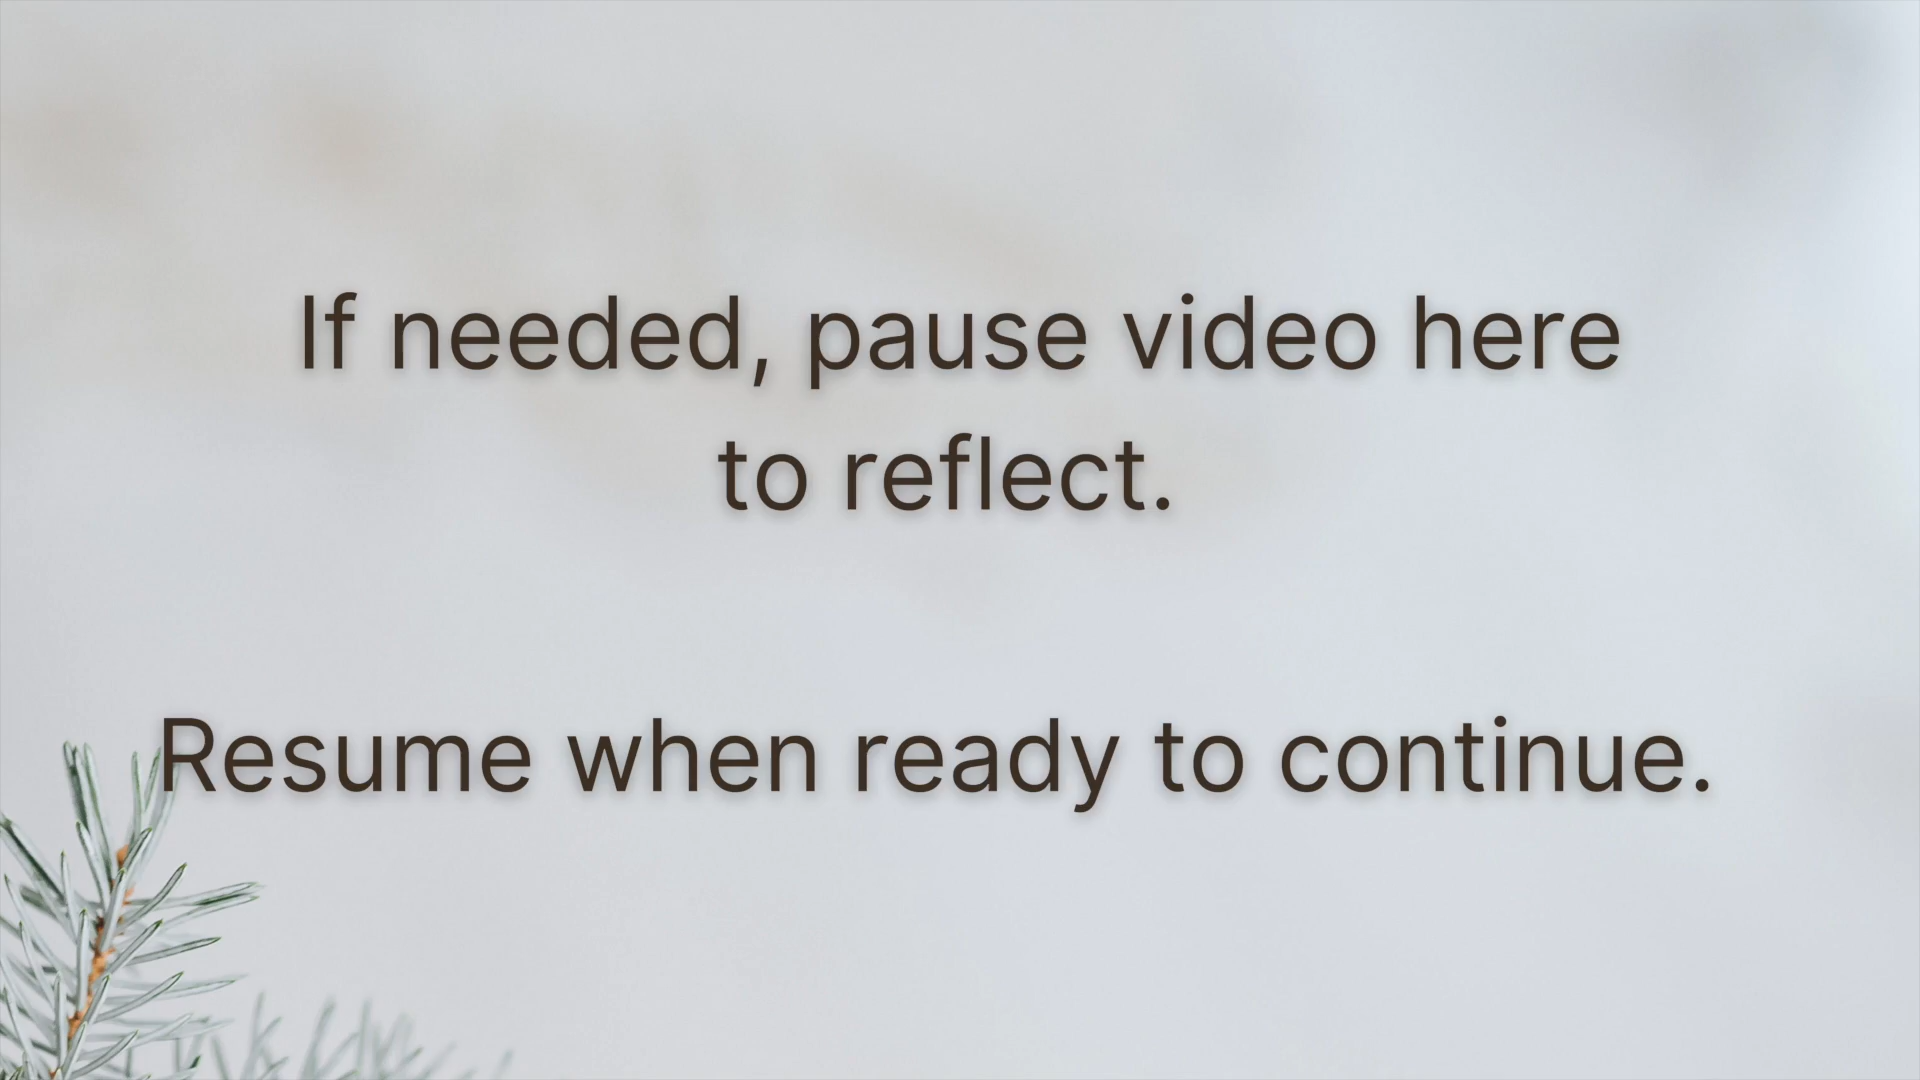 If needed, pause video here
to reflect.
Resume when ready to continue.